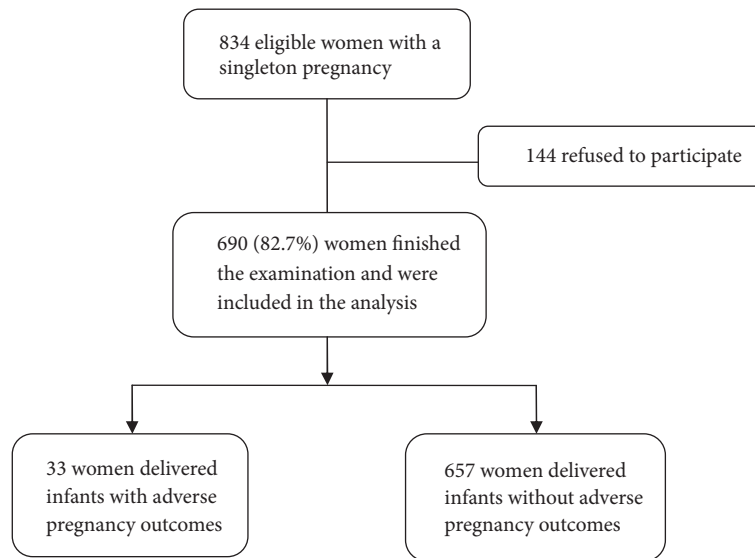 834 eligible women with a
singleton pregnancy
144 refused to participate
690 (82.7%) women finished
the examination and were
included in the analysis
33 women delivered
infants with adverse
pregnancy outcomes
657 women delivered
infants without adverse
pregnancy outcomes